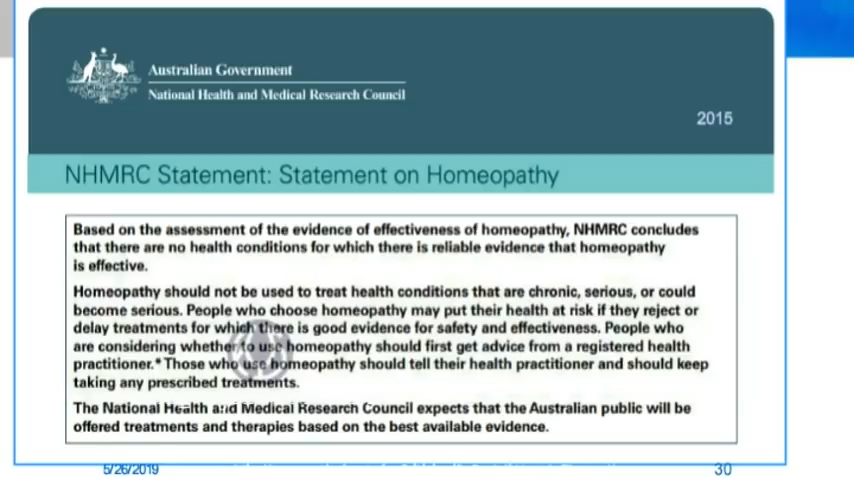 Australian Government
National Health and Medical Research Council
2015
NHMRC Statement: Statement on Homeopathy
Based on the assessment of the evidence of effectiveness of homeopathy, NHMRC concludes
that there are no health conditions for which there is reliable evidence that homeopathy
is effective.
Homeopathy should not be used to treat health conditions that are chronic, serious, or could
become serious. People who choose homeopathy may put their health at risk if they reject or
delay treatments for which there is good evidence for safety and effectiveness. People who
are considering whether to use homeopathy should first get advice from a registered health
practitioner.* Those who use homeopathy should tell their health practitioner and should keep
taking any prescribed treatments.
The National Health and Medical Research Council expects that the Australian public will be
offered treatments and therapies based on the best available evidence.
5/26/2019
30